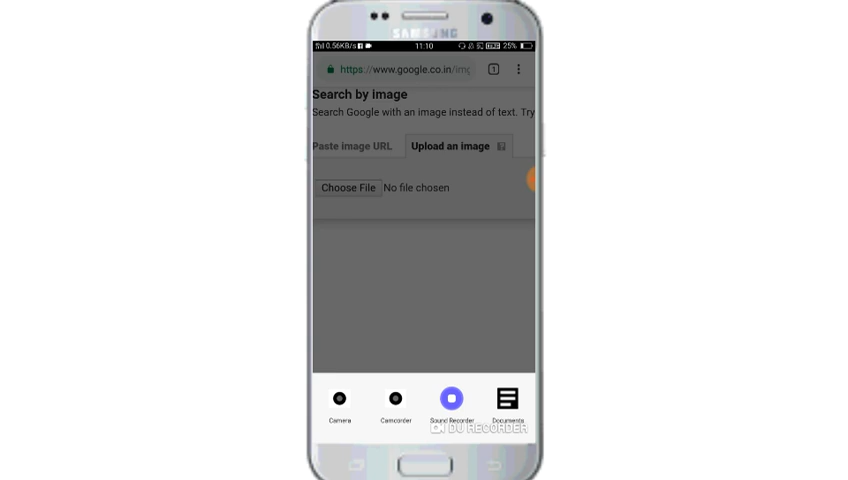 SAMSUNG
0.56KB/s 11:10 25%
https://www.google.co.in/img
1
Search by image
Search Google with an image instead of text. Try
Paste image URL Upload an image
Choose File No file chosen
Camera Camcorder Sound Recorder Documents
DU RECORDER